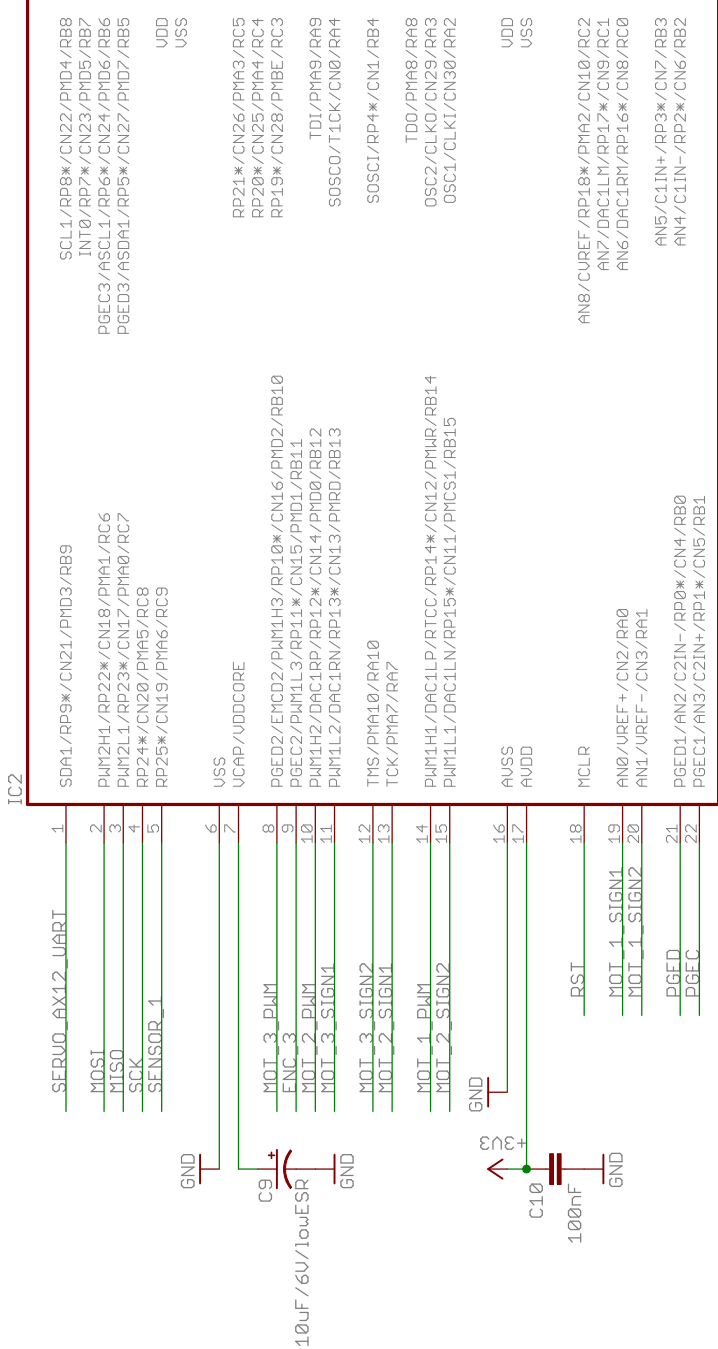 IC2
SCL1/RP8*/CN22/PMD4/RB8
INT0/RP7*/CN23/PMD5/RB7
PGEC3/ASCL1/RP6*/CN24/PMD6/RB6
PGED3/ASDA1/RP5*/CN27/PMD7/RB5
VDD
VSS
RP21*/CN26/PMA3/RC5
RP20*/CN25/PMA4/RC4
RP19*/CN28/PMBE/RC3
TDI/PMA9/RA9
SOSCO/T1CK/CN0/RA4
SOSCI/RP4*/CN1/RB4
TDO/PMA8/RA8
OSC2/CLKO/CN29/RA3
OSC1/CLKI/CN30/RA2
VDD
VSS
AN8/CVREF/RP18*/PMA2/CN10/RC2
AN7/DAC1LM/RP17*/CN9/RC1
AN6/DAC1RM/RP16*/CN8/RC0
AN5/C1IN+/RP3*/CN7/RB3
AN4/C1IN-/RP2*/CN6/RB2
SERVO_AX12_UART 1 SDA1/RP9*/CN21/PMD3/RB9
MOSI 2 PWM2H1/RP22*/CN18/PMA1/RC6
MISO 3 PWM2L1/RP23*/CN17/PMA0/RC7
SCK 4 RP24*/CN20/PMA5/RC8
SENSOR_1 5 RP25*/CN19/PMA6/RC9
GND 6 VSS
7 VCAP/VDDCORE
MOT_3_PWM 8 PGED2/EMCD2/PWM1H3/RP10*/CN16/PMD2/RB10
ENC_3 9 PGEC2/PWM1L3/RP11*/CN15/PMD1/RB11
MOT_2_PWM 10 PWM1H2/DAC1RP/RP12*/CN14/PMD0/RB12
MOT_3_SIGN1 11 PWM1L2/DAC1RN/RP13*/CN13/PMRD/RB13
MOT_3_SIGN2 12 TMS/PMA10/RA10
MOT_2_SIGN1 13 TCK/PMA7/RA7
MOT_1_PWM 14 PWM1H1/DAC1LP/RTCC/RP14*/CN12/PMWR/RB14
MOT_2_SIGN2 15 PWM1L1/DAC1LN/RP15*/CN11/PMCS1/RB15
GND 16 AVSS
+3V3 17 AVDD
RST 18 MCLR
MOT_1_SIGN1 19 AN0/VREF+/CN2/RA0
MOT_1_SIGN2 20 AN1/VREF-/CN3/RA1
PGED 21 PGED1/AN2/C2IN-/RP0*/CN4/RB0
PGEC 22 PGEC1/AN3/C2IN+/RP1*/CN5/RB1
C9
+
GND
10uF/6V/lowESR
C10
100nF
GND